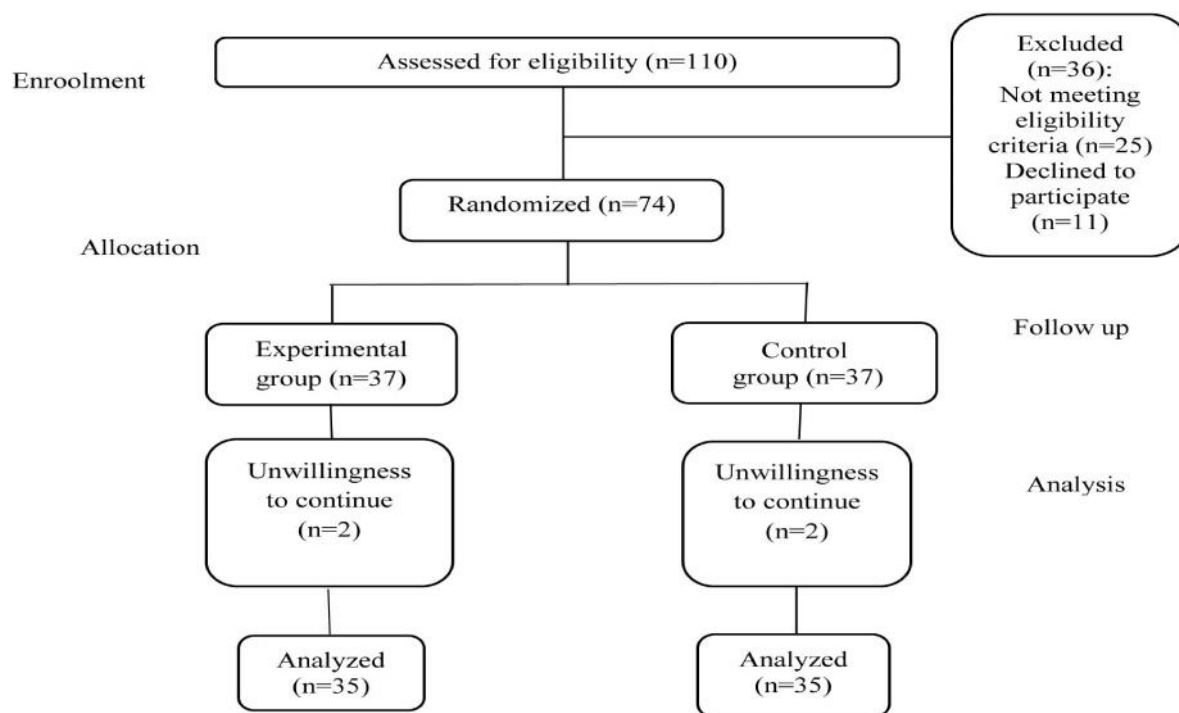 Assessed for eligibility (n=110)
Enroolment
Excluded
(n=36):
Not meeting
eligibility
criteria (n=25)
Declined to
participate
(n=11)
Randomized (n=74)
Allocation
Experimental
group (n=37)
Control
group (n=37)
Follow up
Unwillingness
to continue
(n=2)
Unwillingness
to continue
(n=2)
Analysis
Analyzed
(n=35)
Analyzed
(n=35)